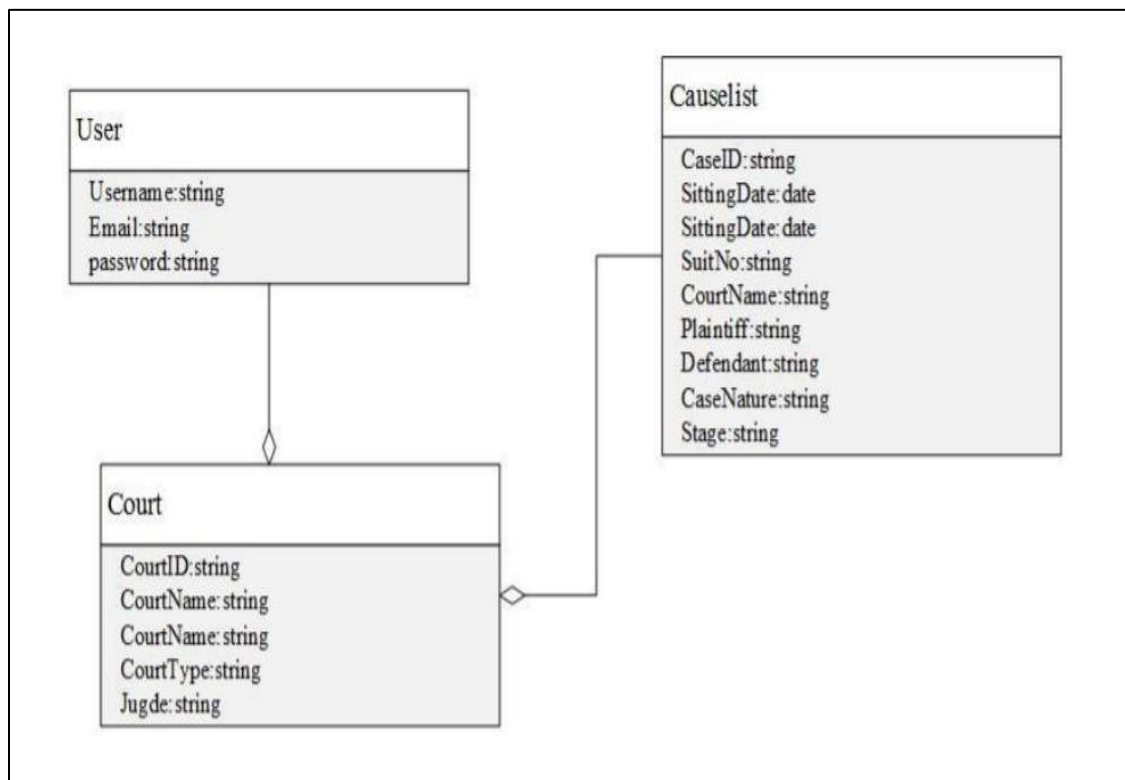 User
Username:string
Email:string
password:string
Causelist
CaseID:string
SittingDate:date
SittingDate:date
SuitNo:string
CourtName:string
Plaintiff:string
Defendant:string
CaseNature:string
Stage:string
Court
CourtID:string
CourtName:string
CourtName:string
CourtType:string
Jugde:string